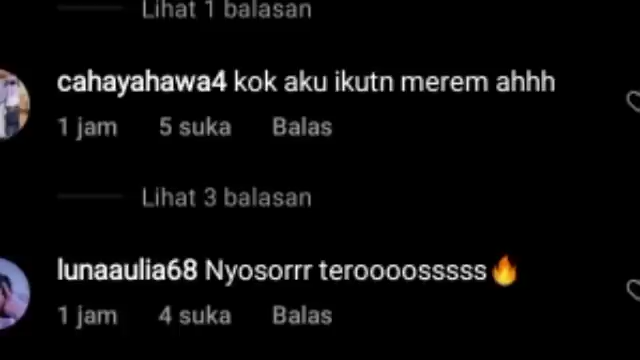 Lihat 1 balasan
cahayahawa4 kok aku ikutn merem ahhh
1 jam 5 suka Balas
Lihat 3 balasan
lunaaulia68 Nyosorrr teroooosssss🔥
1 jam 4 suka Balas